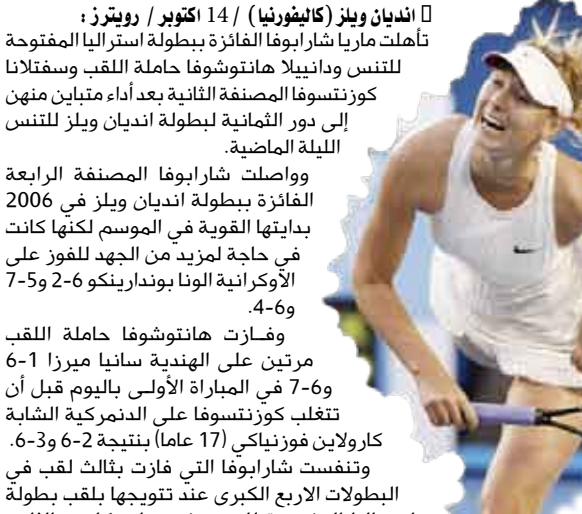 انديان ويلز (كاليفورنيا) / 14 اكتوبر / رويترز :
تأهلت ماريا شارابوفا الفائزة ببطولة استراليا المفتوحة
للتنس ودانييلا هانتوشوفا حاملة اللقب وسفتلانا
كوزنتسوفا المصنفة الثانية بعد أداء متباين منهن
إلى دور الثمانية لبطولة انديان ويلز للتنس
الليلة الماضية.
وواصلت شارابوفا المصنفة الرابعة
الفائزة ببطولة انديان ويلز في 2006
بدايتها القوية في الموسم لكنها كانت
في حاجة لمزيد من الجهد للفوز على
الأوكرانية الونا بوندارينكو 6-2 و5-7
و6-4.
وفـازت هانتوشوفا حاملة اللقب
مرتين على الهندية سانيا ميرزا 1-6
و6-7 في المباراة الأولـى باليوم قبل أن
تتغلب كوزنتسوفا على الدنمركية الشابة
كارولاين فوزنياكي (17 عاما) بنتيجة 2-6 و3-6.
وتنفست شارابوفا التي فازت بثالث لقب في
البطولات الاربع الكبرى عند تتويجها بلقب بطولة